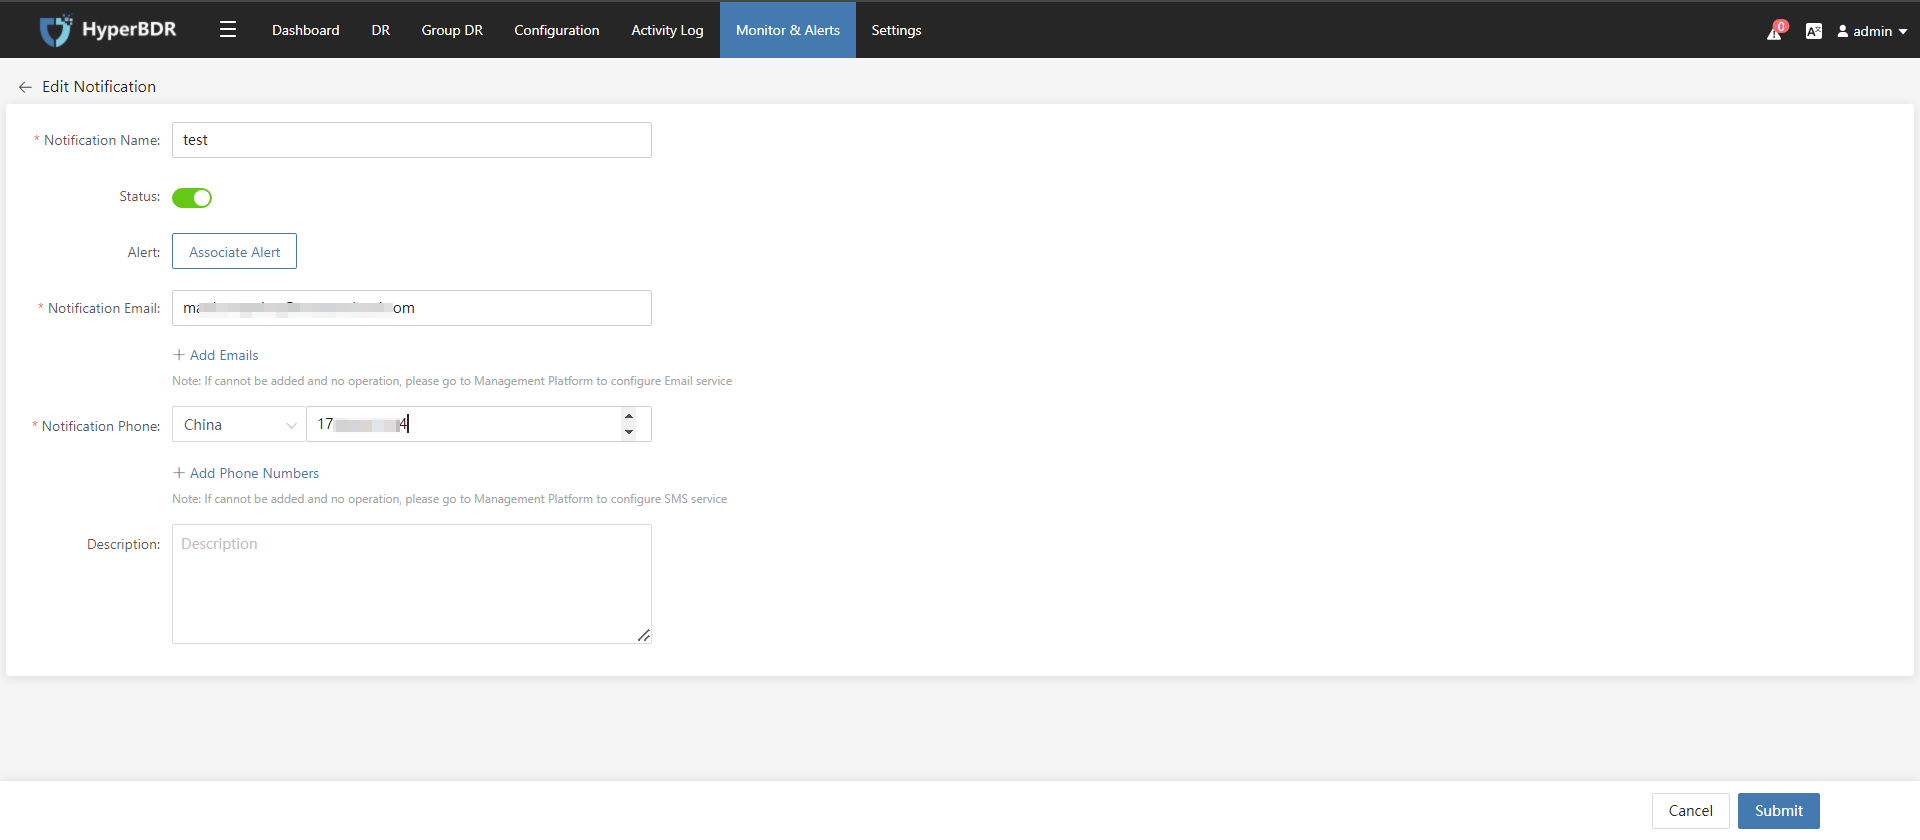 HyperBDR
Dashboard
DR
Group DR
Configuration
Activity Log
Monitor & Alerts
Settings
0
admin
Edit Notification
* Notification Name: test
Status:
Alert: Associate Alert
* Notification Email: ma om
+ Add Emails
Note: If cannot be added and no operation, please go to Management Platform to configure Email service
* Notification Phone: China 17 4
+ Add Phone Numbers
Note: If cannot be added and no operation, please go to Management Platform to configure SMS service
Description: Description
Cancel
Submit